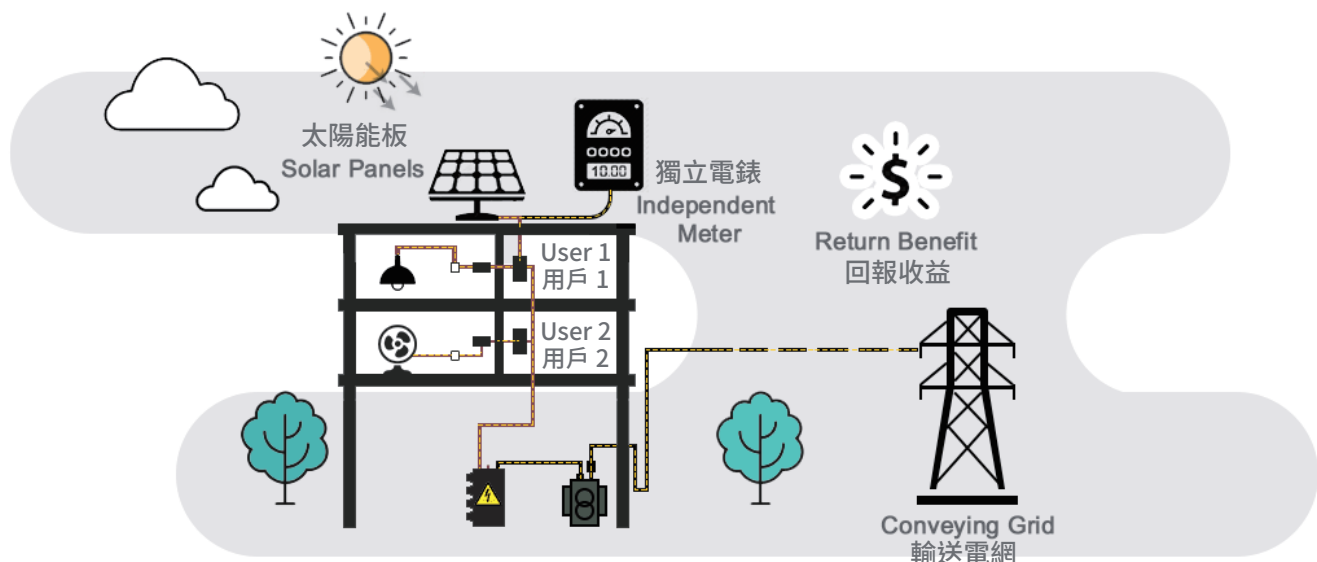 太陽能板
Solar Panels
10.00
獨立電錶
Independent
Meter
$
Return Benefit
回報收益
User 1
用戶 1
User 2
用戶 2
Conveying Grid
輸送電網